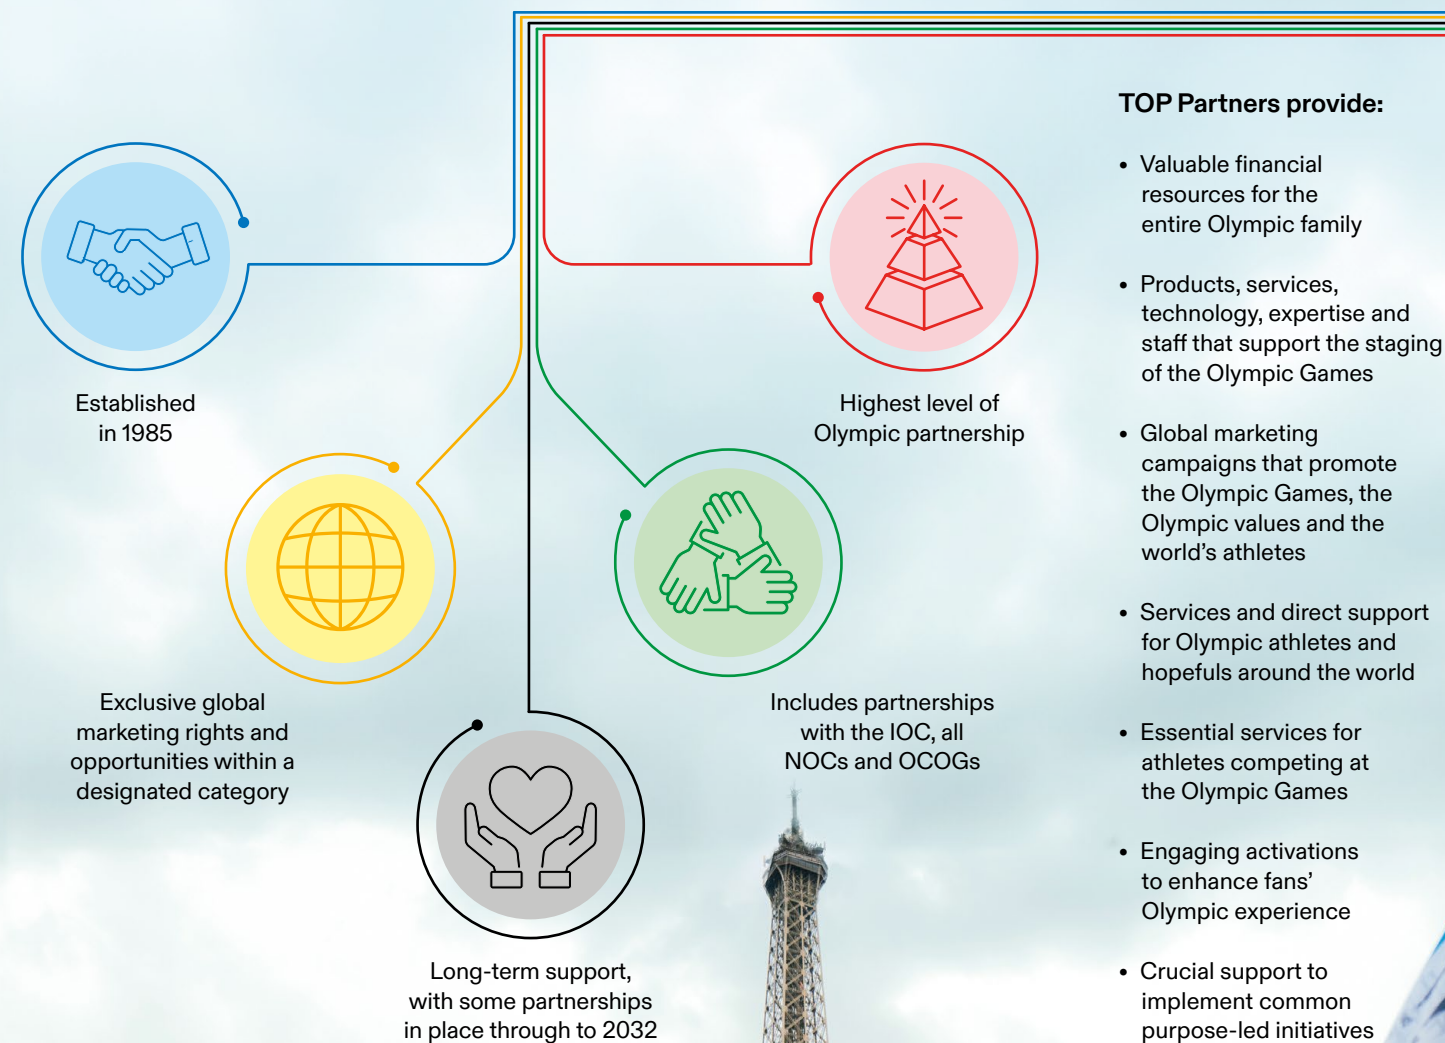 Established
in 1985
Highest level of
Olympic partnership
Exclusive global
marketing rights and
opportunities within a
designated category
Includes partnerships
with the IOC, all
NOCs and OCOGs
Long-term support,
with some partnerships
in place through to 2032
TOP Partners provide:
• Valuable financial
resources for the
entire Olympic family
• Products, services,
technology, expertise and
staff that support the staging
of the Olympic Games
• Global marketing
campaigns that promote
the Olympic Games, the
Olympic values and the
world’s athletes
• Services and direct support
for Olympic athletes and
hopefuls around the world
• Essential services for
athletes competing at
the Olympic Games
• Engaging activations
to enhance fans’
Olympic experience
• Crucial support to
implement common
purpose-led initiatives